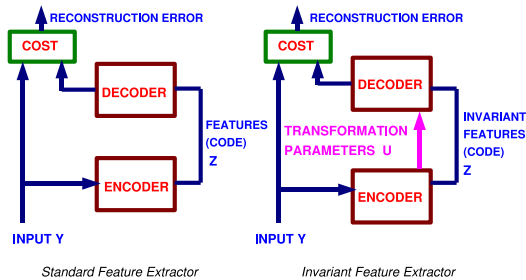 RECONSTRUCTION ERROR
COST
DECODER
FEATURES
(CODE)
Z
ENCODER
INPUT Y
Standard Feature Extractor
RECONSTRUCTION ERROR
COST
DECODER
TRANSFORMATION
PARAMETERS U
INVARIANT
FEATURES
(CODE)
Z
ENCODER
INPUT Y
Invariant Feature Extractor